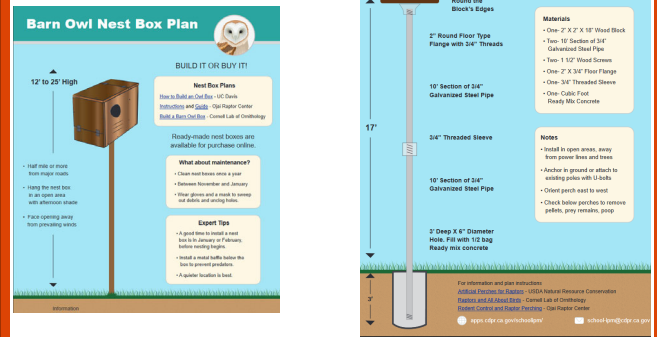 Barn Owl Nest Box Plan
BUILD IT OR BUY IT!
12' to 25' High
Nest Box Plans
How to Build an Owl Box - UC Davis
Instructions and Guide - Ojai Raptor Center
Build a Barn Owl Box - Cornell Lab of Ornithology
Ready-made nest boxes are
available for purchase online.
What about maintenance?
• Clean nest boxes once a year
• Between November and January
• Wear gloves and a mask to sweep
out debris and unclog holes.
• Half mile or more
from major roads
• Hang the nest box
in an open area
with afternoon shade
• Face opening away
from prevailing winds
Expert Tips
• A good time to install a nest
box is in January or February,
before nesting begins.
• Install a metal baffle below the
box to prevent predators.
• A quieter location is best.
Information
Round the
Block's Edges
2" Round Floor Type
Flange with 3/4" Threads
10' Section of 3/4"
Galvanized Steel Pipe
17'
3/4" Threaded Sleeve
10' Section of 3/4"
Galvanized Steel Pipe
3' Deep X 6" Diameter
Hole. Fill with 1/2 bag
Ready mix concrete
3'
Materials
• One- 2" X 2" X 18" Wood Block
• Two- 10' Section of 3/4"
Galvanized Steel Pipe
• Two- 1 1/2" Wood Screws
• One- 2" X 3/4" Floor Flange
• One- 3/4" Threaded Sleeve
• One- Cubic Foot
Ready Mix Concrete
Notes
• Install in open areas, away
from power lines and trees
• Anchor in ground or attach to
existing poles with U-bolts
• Orient perch east to west
• Check below perches to remove
pellets, prey remains, poop
For information and plan instructions
Artificial Perches for Raptors - USDA Natural Resource Conservation
Raptors and All About Birds - Cornell Lab of Ornithology
Rodent Control and Raptor Perching - Ojai Raptor Center
apps.cdpr.ca.gov/schoolipm/
school-ipm@cdpr.ca.gov